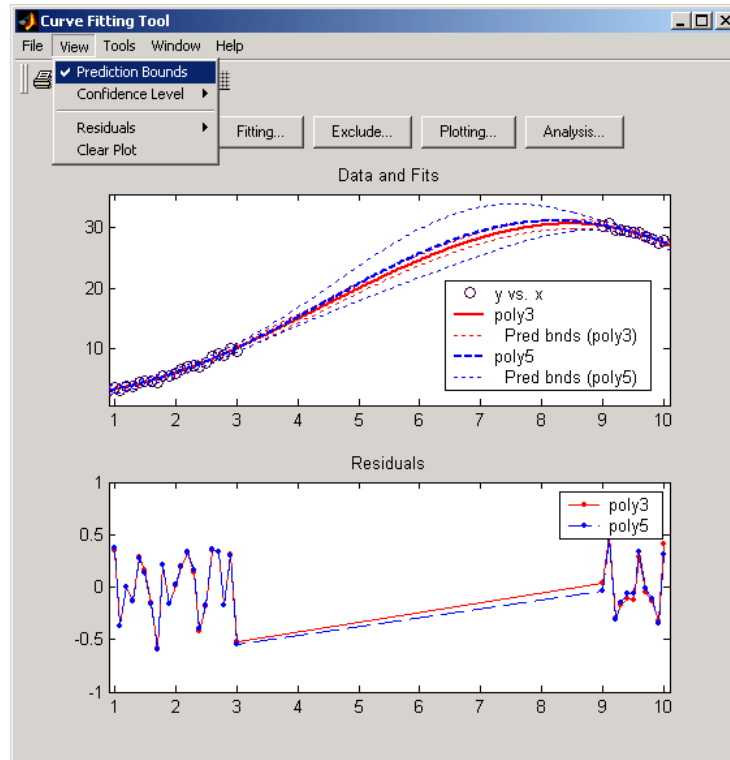 Curve Fitting Tool
File View Tools Window Help
Prediction Bounds
Confidence Level
Residuals
Clear Plot
Fitting... Exclude... Plotting... Analysis...
Data and Fits
30
20
10
y vs. x
poly3
Pred bnds (poly3)
poly5
Pred bnds (poly5)
1 2 3 4 5 6 7 8 9 10
Residuals
1
0.5
0
-0.5
-1
poly3
poly5
1 2 3 4 5 6 7 8 9 10